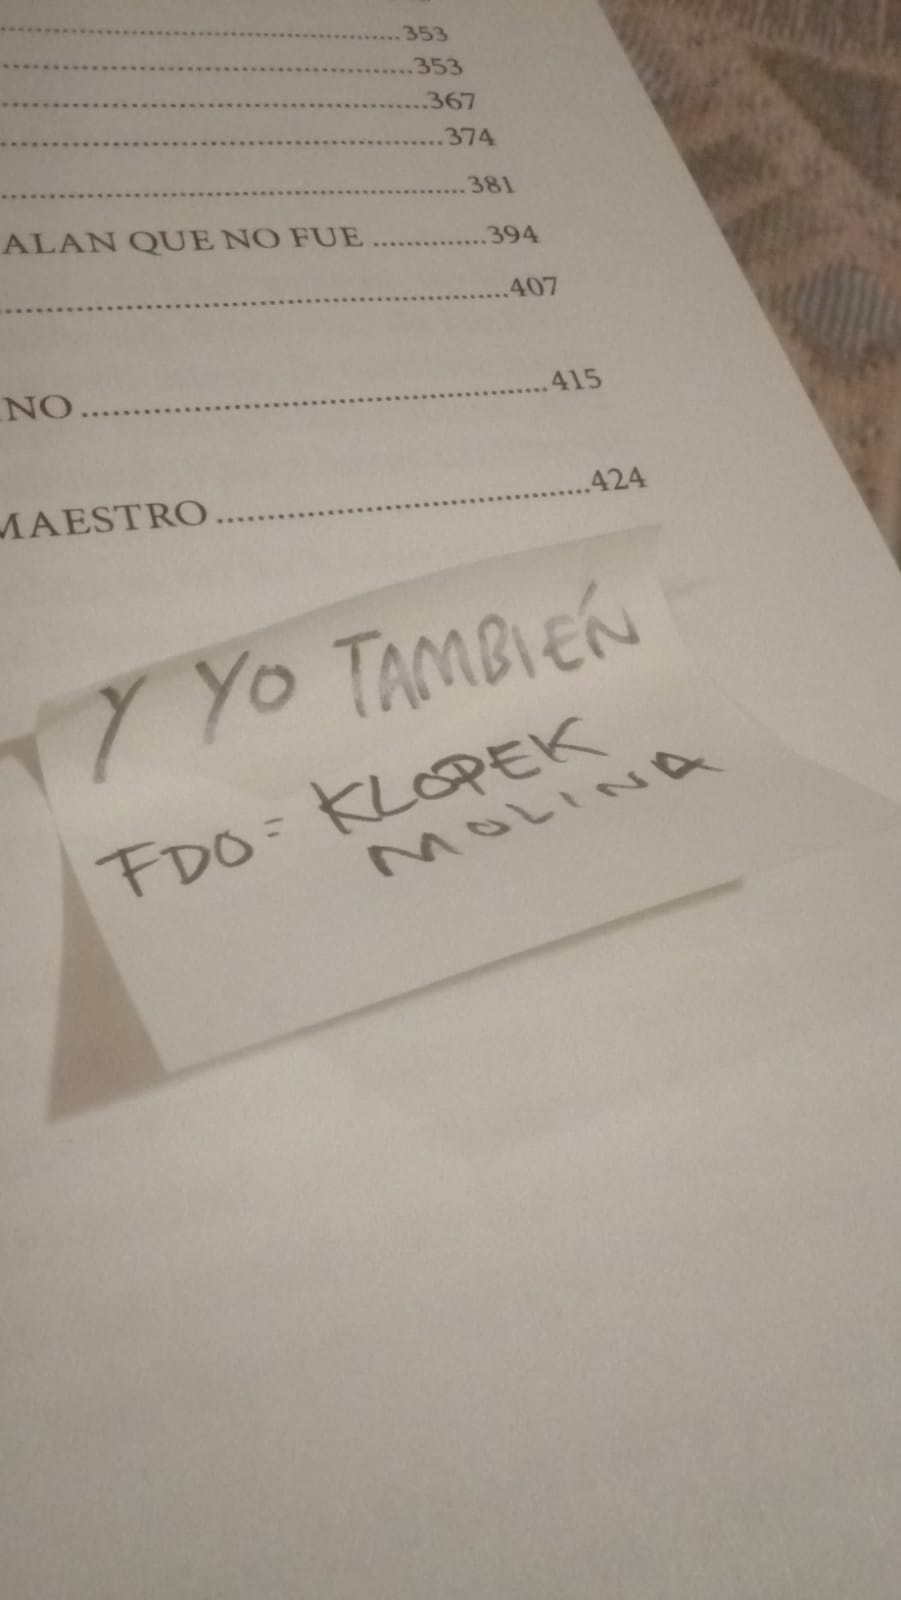 ........................353
........................353
........................367
........................374
........................381
ALAN QUE NO FUE ..............394
........................407
NO ........................415
MAESTRO ........................424
Y YO TAMBIÉN
FDO= KLOPEK
MOLINA